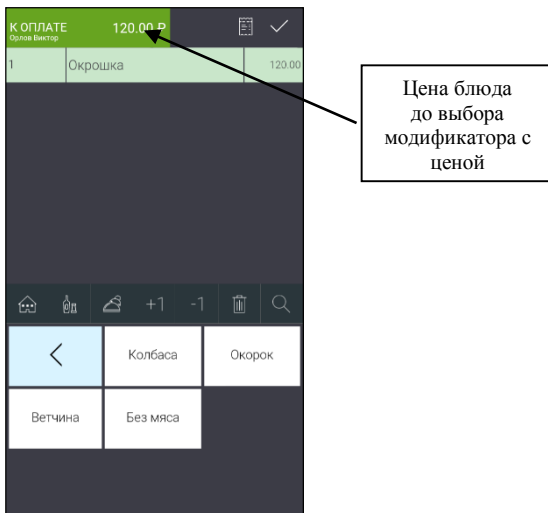 К ОПЛАТЕ 120.00 ₽
Орлов Виктор
1 Окрошка 120.00
Цена блюда
до выбора
модификатора с
ценой
+1 -1
Колбаса Окорок
Ветчина Без мяса